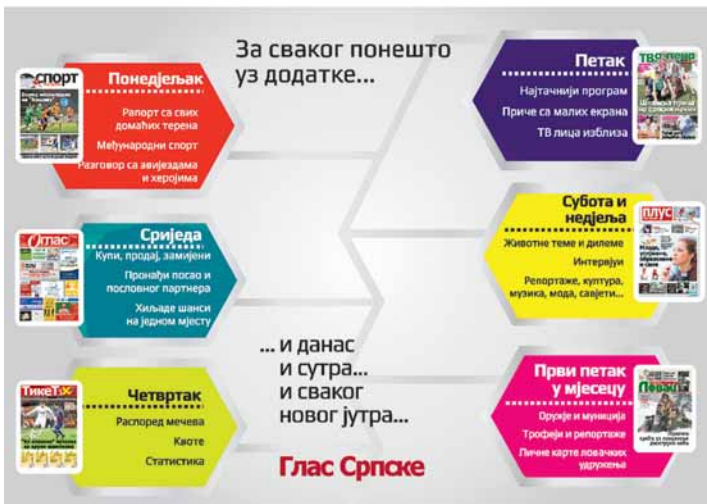 За сваког понешто
уз додатке...
спорт
Понедјељак
Рапорт са свих
домаћих терена
Међународни спорт
Разговор са авијездама
и херојима
Огласи
Сриједа
Купи, продај, замијени
Пронађи посао и
пословног партнера
Хиљаде шанси
на једном мјесту
ТикеТ
Четвртак
Распоред мечева
Квоте
Статистика
Петак
Најтачнији програм
Приче са малих екрана
ТВ лица изблиза
Субота и
недјеља
Животне теме и дилеме
Интервјуи
Репортаже, култура,
музика, мода, савјети...
плус
Први петак
у мјесецу
Оружје и муниција
Трофеји и репортаже
Личне карте ловачких
удружења
... и данас
и сутра...
и сваког
новог јутра...
Глас Српске